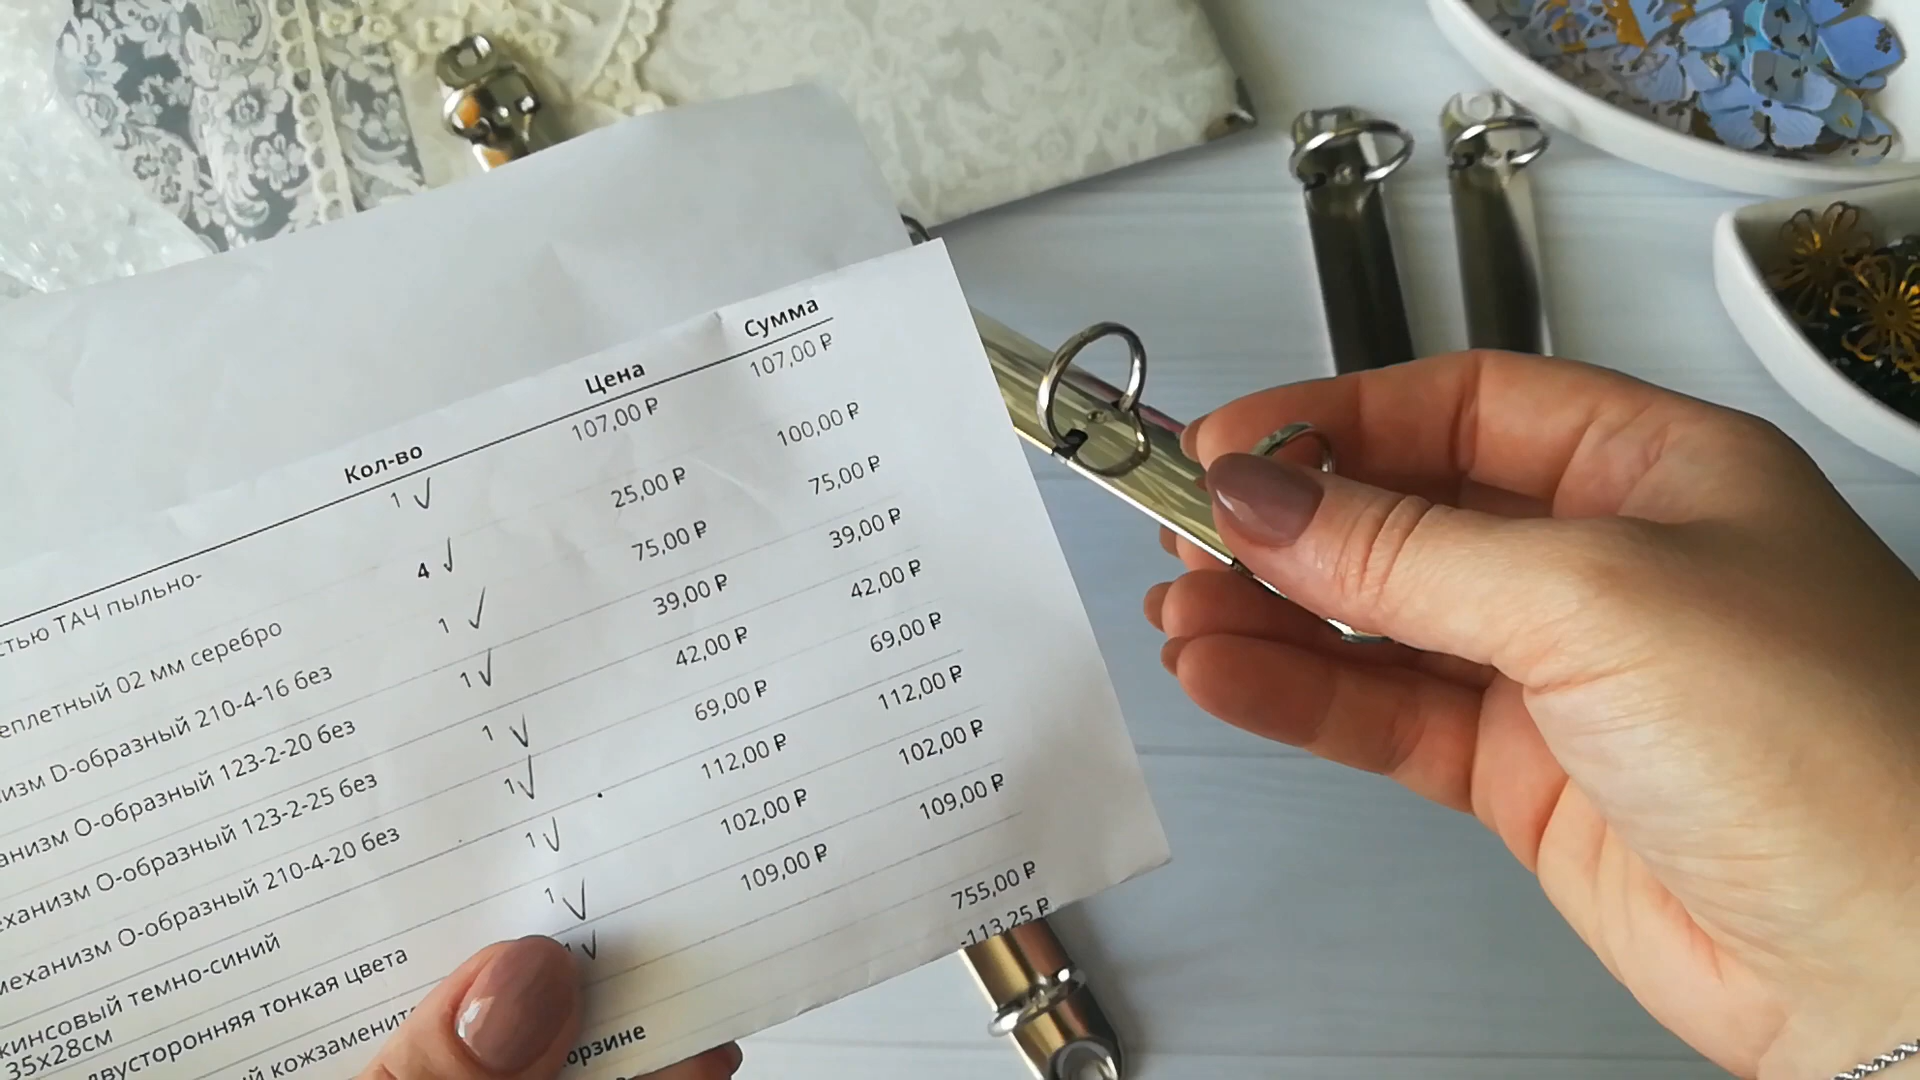 Кол-во Цена Сумма
стью ТАЧ пыльно- 1 107,00 ₽ 107,00 ₽
еплетный 02 мм серебро 4 25,00 ₽ 100,00 ₽
изм D-образный 210-4-16 без 1 75,00 ₽ 75,00 ₽
анизм О-образный 123-2-20 без 1 39,00 ₽ 39,00 ₽
еханизм О-образный 123-2-25 без 1 42,00 ₽ 42,00 ₽
механизм О-образный 210-4-20 без 1 69,00 ₽ 69,00 ₽
кинсовый темно-синий 1 112,00 ₽ 112,00 ₽
35х28см
двусторонняя тонкая цвета 1 102,00 ₽ 102,00 ₽
ий кожзаменит 1 109,00 ₽ 109,00 ₽
755,00 ₽
-113,25 ₽
орзине